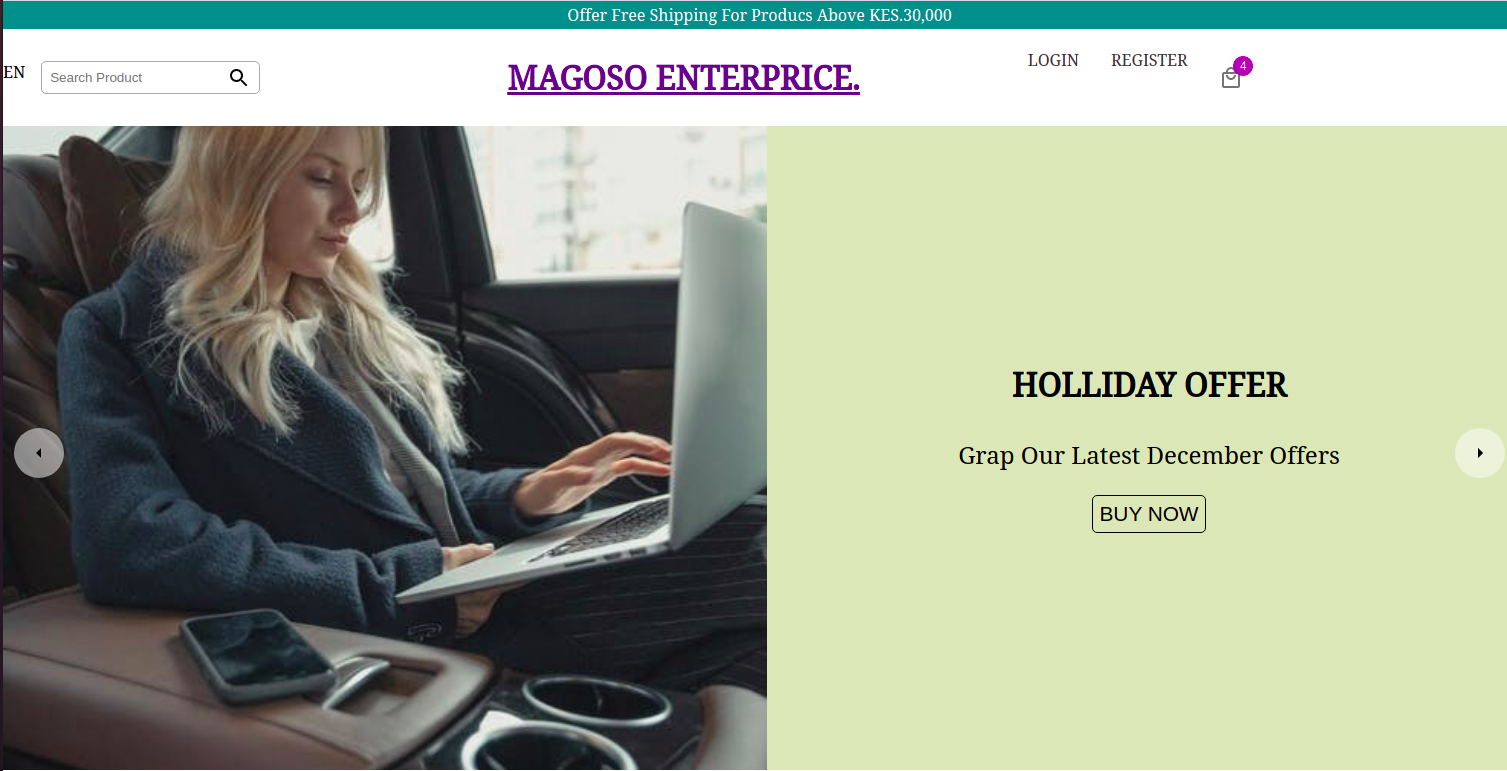 Offer Free Shipping For Producs Above KES.30,000
EN
Search Product
MAGOSO ENTERPRICE.
LOGIN
REGISTER
4
HOLLIDAY OFFER
Grap Our Latest December Offers
BUY NOW